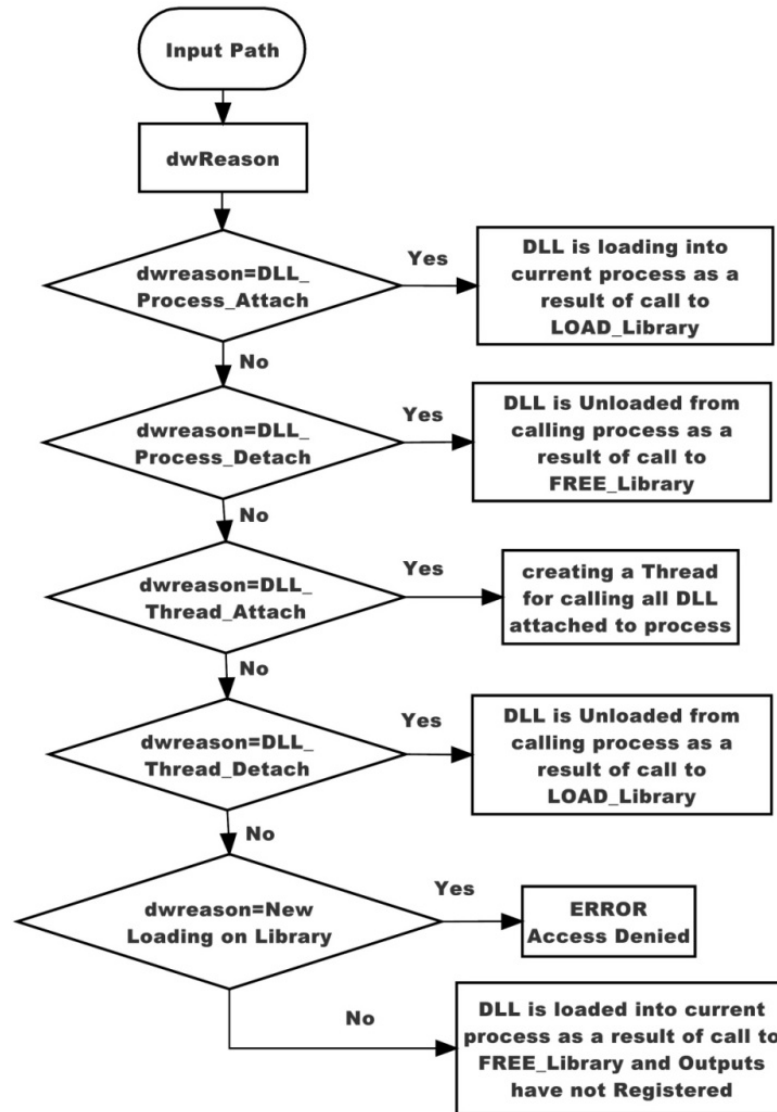 Input Path
dwReason
dwreason=DLL_
Process_Attach
Yes
DLL is loading into
current process as a
result of call to
LOAD_Library
No
dwreason=DLL_
Process_Detach
Yes
DLL is Unloaded from
calling process as a
result of call to
FREE_Library
No
dwreason=DLL_
Thread_Attach
Yes
creating a Thread
for calling all DLL
attached to process
No
dwreason=DLL_
Thread_Detach
Yes
DLL is Unloaded from
calling process as a
result of call to
LOAD_Library
No
dwreason=New
Loading on Library
Yes
ERROR
Access Denied
No
DLL is loaded into current
process as a result of call to
FREE_Library and Outputs
have not Registered